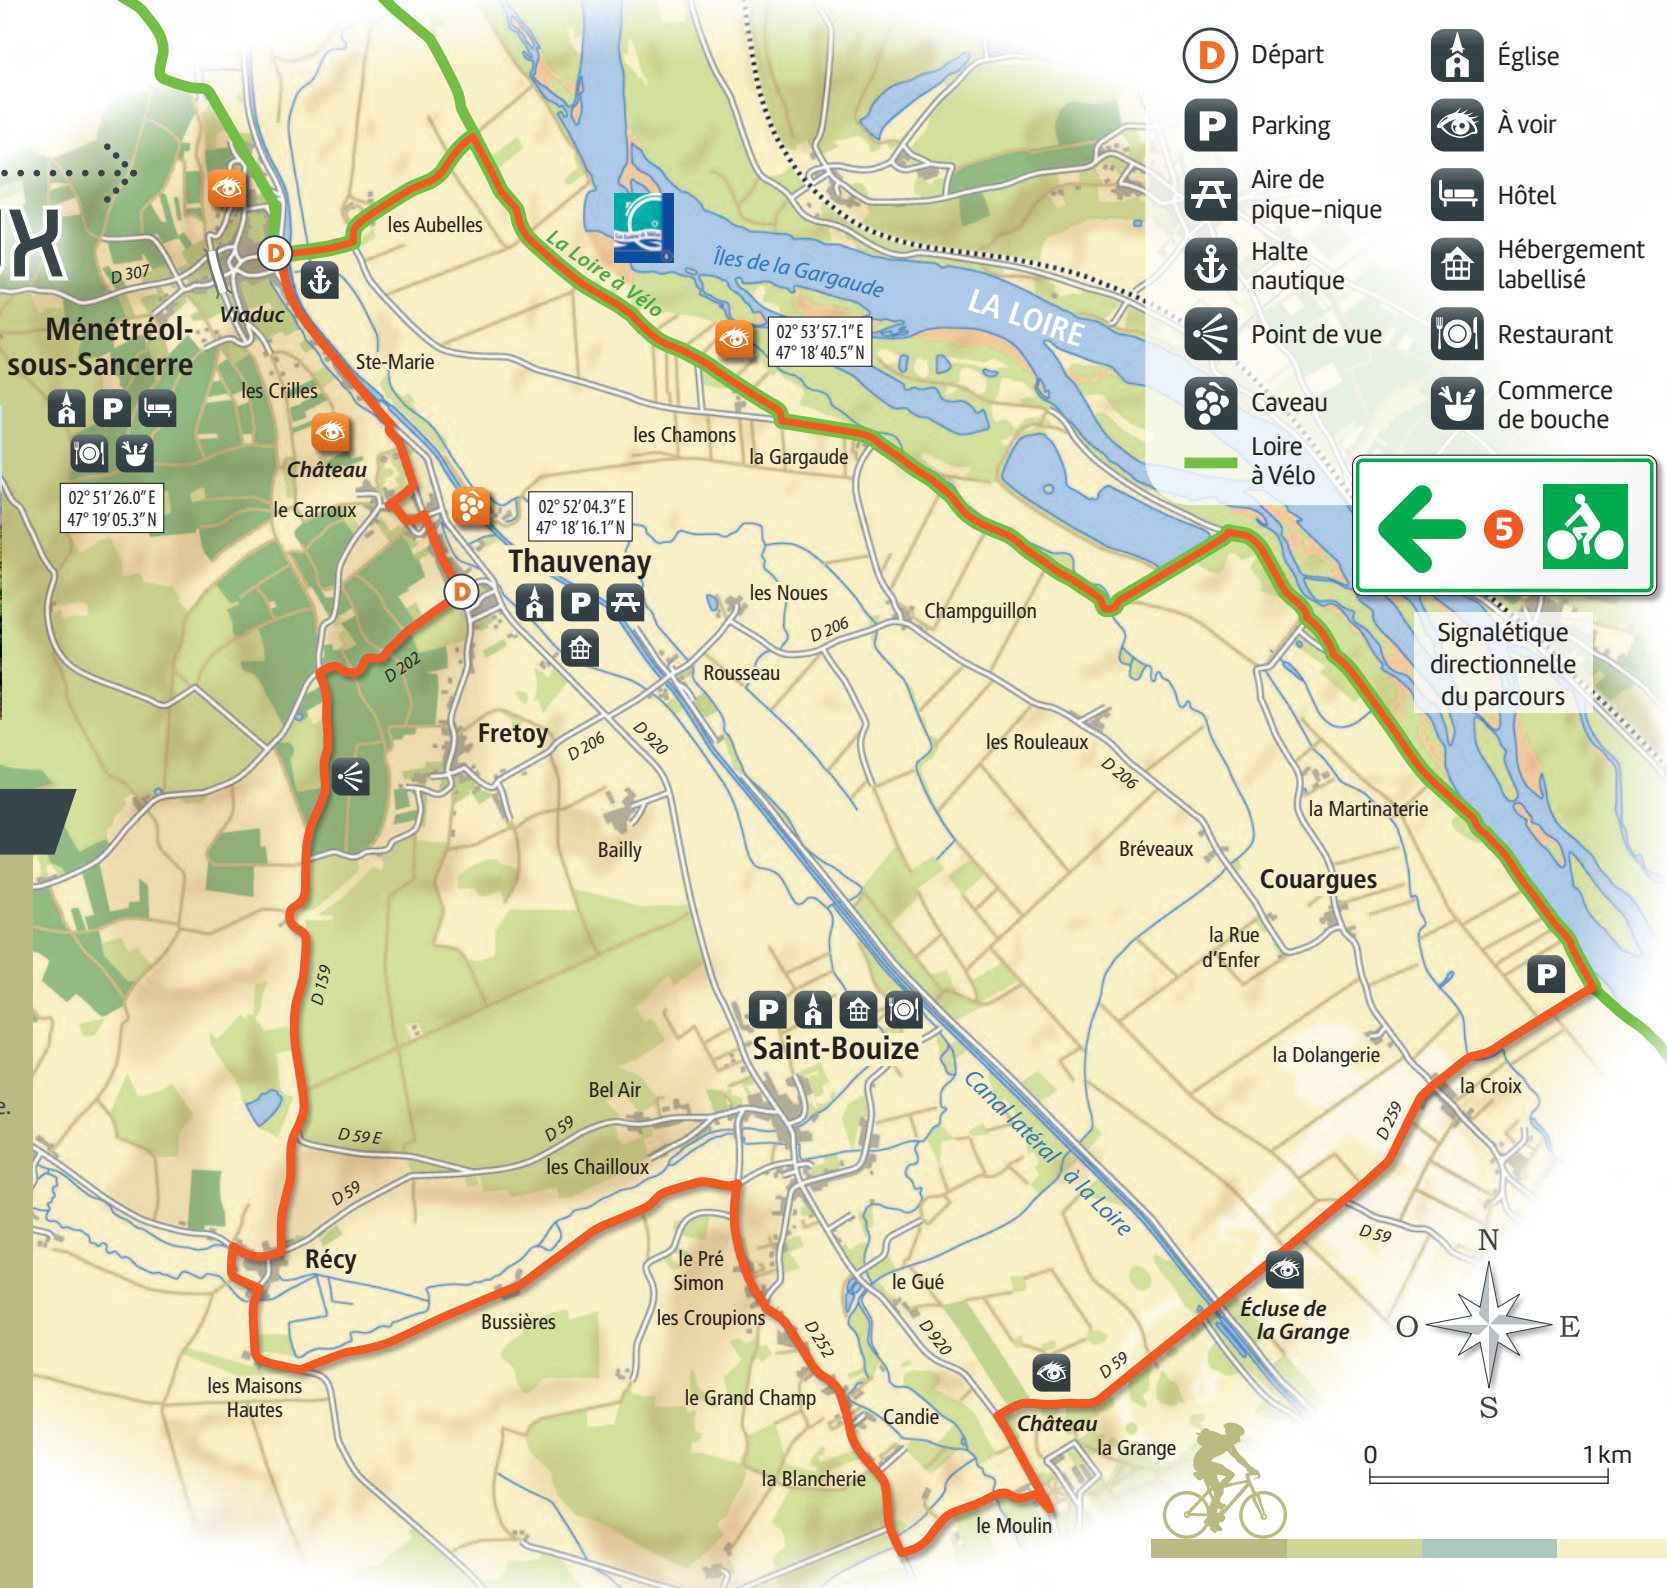 UX
D
Départ
P
Parking
Aire de
pique-nique
Halte
nautique
Point de vue
Caveau
Loire
à Vélo
Église
À voir
Hôtel
Hébergement
labellisé
Restaurant
Commerce
de bouche
5
Signalétique
directionnelle
du parcours
les Aubelles
La Loire à Vélo
Îles de la Gargaude
LA LOIRE
02° 53' 57.1" E
47° 18' 40.5" N
D 307
D
Viaduc
Ménétréol-
sous-Sancerre
P
02° 51' 26.0" E
47° 19' 05.3" N
Ste-Marie
les Crilles
Château
le Carroux
les Chamons
la Gargaude
02° 52' 04.3" E
47° 18' 16.1" N
Thauvenay
P
D
D 202
les Noues
D 206
Champguillon
Rousseau
Fretoy
D 206
D 920
les Rouleaux
D 206
la Martinaterie
Bailly
Bréveaux
Couargues
la Rue
d'Enfer
P
D 159
P
Saint-Bouize
la Dolangerie
la Croix
Bel Air
Canal latéral à la Loire
D 259
D 59 E
D 59
les Chailloux
D 59
D 59
Récy
le Pré
Simon
le Gué
Bussières
les Croupions
D 252
D 920
Écluse de
la Grange
D 59
les Maisons
Hautes
le Grand Champ
Candie
Château
la Grange
la Blancherie
le Moulin
N
O
E
S
0
1 km
e.